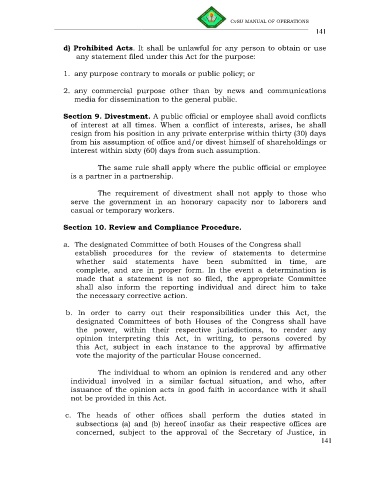 CvSU MANUAL OF OPERATIONS
141
d) Prohibited Acts. It shall be unlawful for any person to obtain or use
any statement filed under this Act for the purpose:
1. any purpose contrary to morals or public policy; or
2. any commercial purpose other than by news and communications
media for dissemination to the general public.
Section 9. Divestment. A public official or employee shall avoid conflicts
of interest at all times. When a conflict of interests, arises, he shall
resign from his position in any private enterprise within thirty (30) days
from his assumption of office and/or divest himself of shareholdings or
interest within sixty (60) days from such assumption.
The same rule shall apply where the public official or employee
is a partner in a partnership.
The requirement of divestment shall not apply to those who
serve the government in an honorary capacity nor to laborers and
casual or temporary workers.
Section 10. Review and Compliance Procedure.
a. The designated Committee of both Houses of the Congress shall
establish procedures for the review of statements to determine
whether said statements have been submitted in time, are
complete, and are in proper form. In the event a determination is
made that a statement is not so filed, the appropriate Committee
shall also inform the reporting individual and direct him to take
the necessary corrective action.
b. In order to carry out their responsibilities under this Act, the
designated Committees of both Houses of the Congress shall have
the power, within their respective jurisdictions, to render any
opinion interpreting this Act, in writing, to persons covered by
this Act, subject in each instance to the approval by affirmative
vote the majority of the particular House concerned.
The individual to whom an opinion is rendered and any other
individual involved in a similar factual situation, and who, after
issuance of the opinion acts in good faith in accordance with it shall
not be provided in this Act.
c. The heads of other offices shall perform the duties stated in
subsections (a) and (b) hereof insofar as their respective offices are
concerned, subject to the approval of the Secretary of Justice, in
141